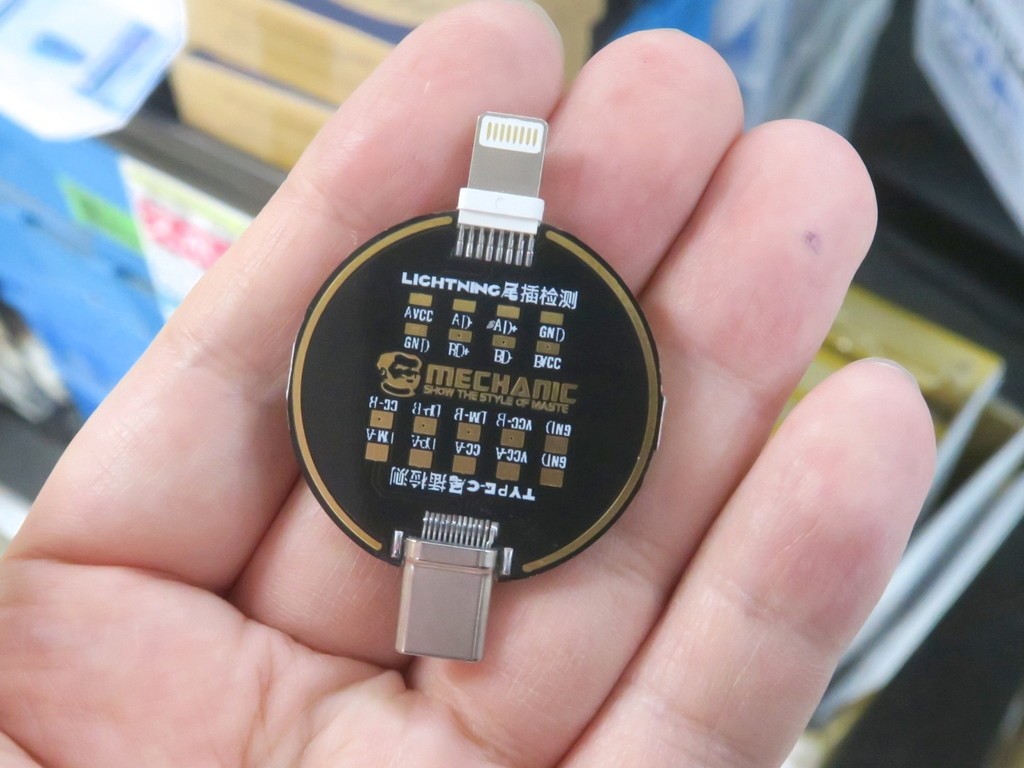 LIGHTNING尾插检测
AVCC AD- AD+ GND
GND BD+ BD- BVCC
MECHANIC
SHOW THE STYLE OF MASTE
CC-B DP-B DM-B VCC-B GND
DM-A DP-A CC-A VCC-A GND
TYPE-C尾插检测